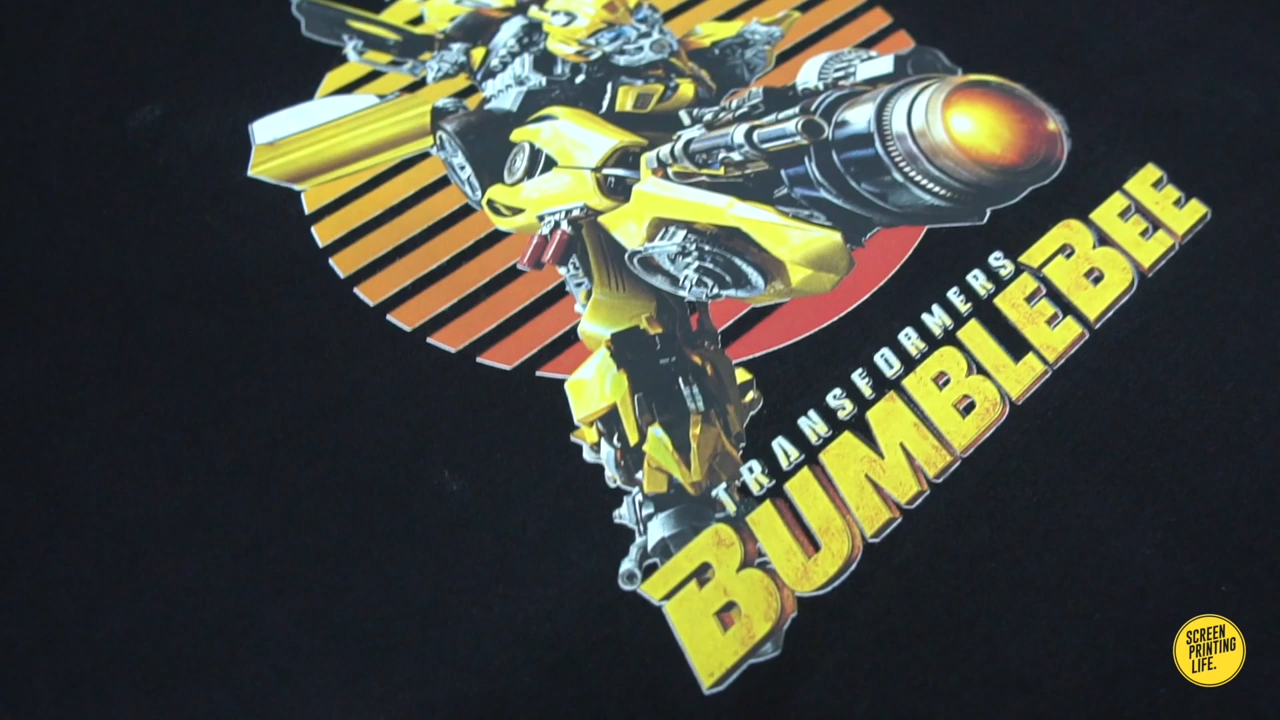 TRANSFORMERS
BUMBLEBEE
SCREEN
PRINTING
LIFE.